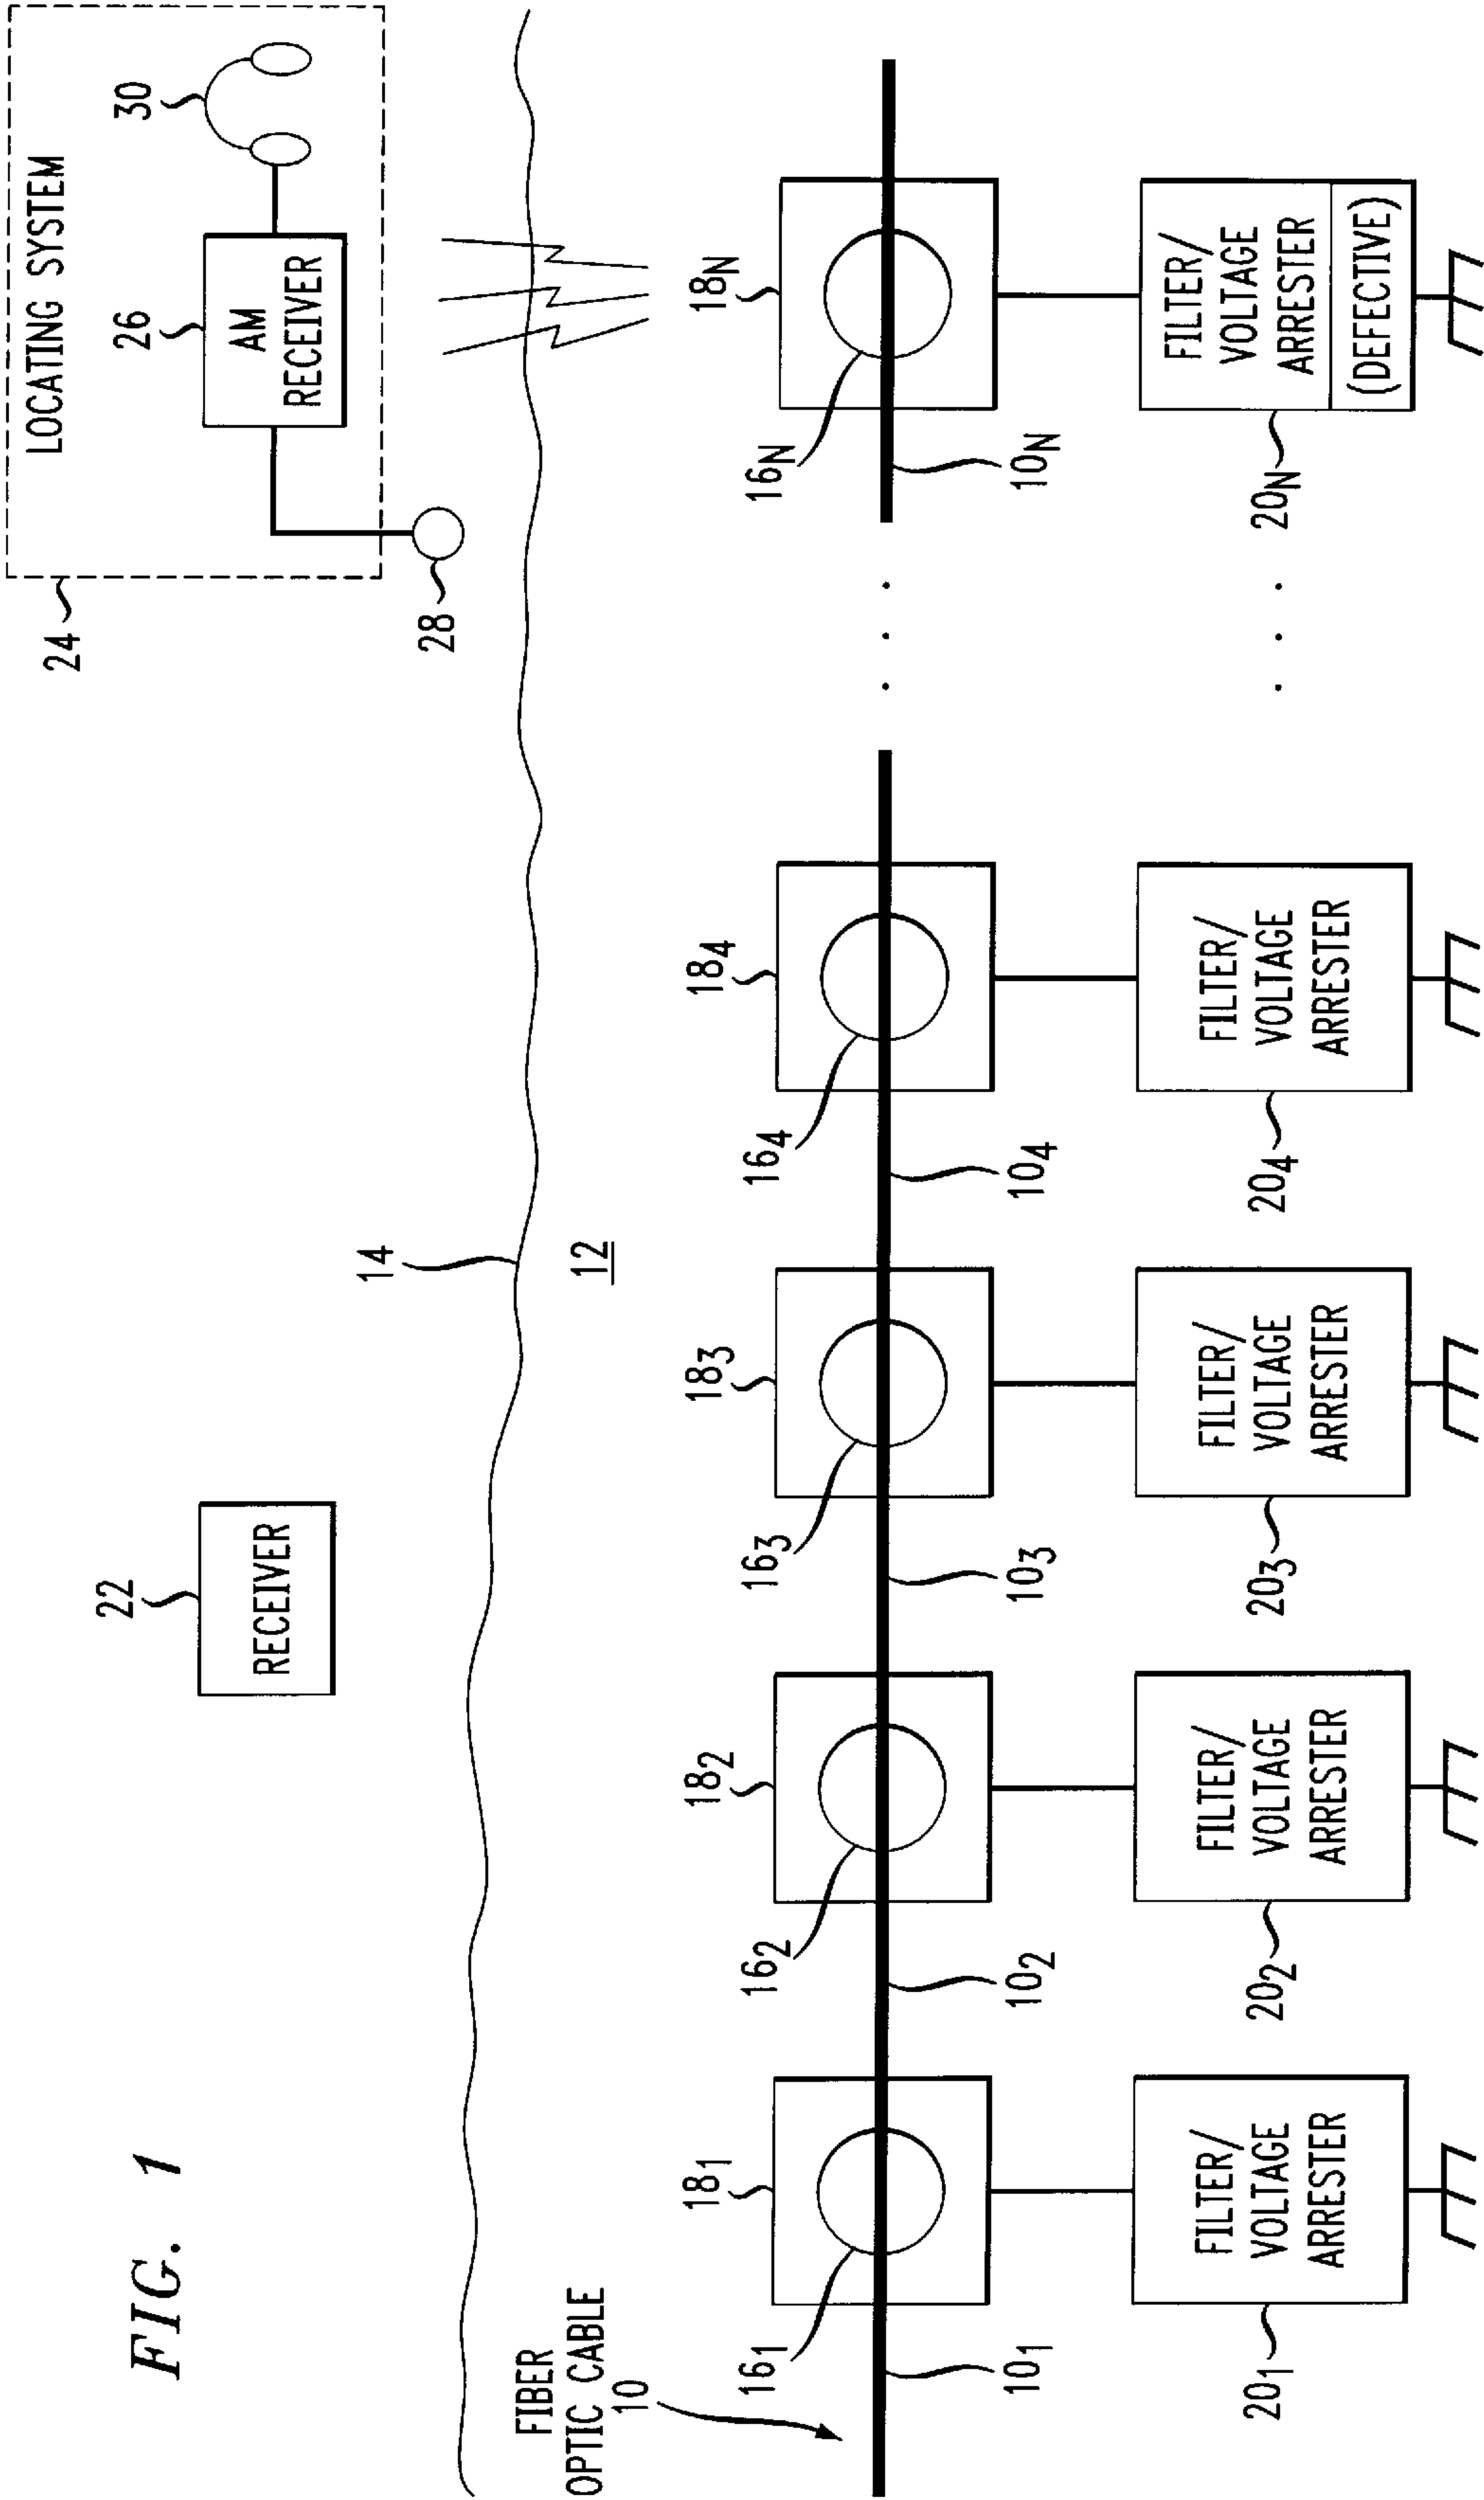 FIG. 1
LOCATING SYSTEM
24
26
30
AM
RECEIVER
28
22
RECEIVER
14
12
FIBER
OPTIC CABLE
10
18₁
18₂
18₃
18₄
18N
16₁
16₂
16₃
16₄
16N
10₁
10₂
10₃
10₄
10N
FILTER/
VOLTAGE
ARRESTER
FILTER/
VOLTAGE
ARRESTER
FILTER/
VOLTAGE
ARRESTER
FILTER/
VOLTAGE
ARRESTER
FILTER/
VOLTAGE
ARRESTER
(DEFECTIVE)
20₁
20₂
20₃
20₄
20N